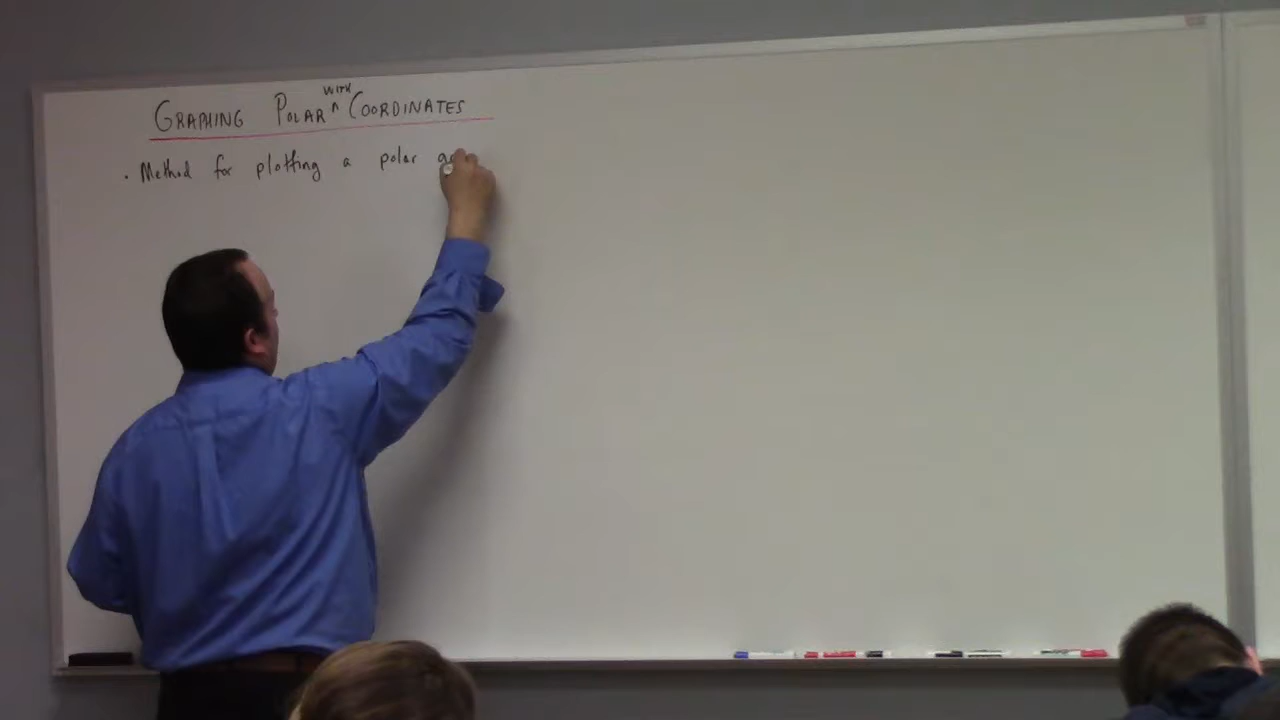 GRAPHING POLAR ^WITH COORDINATES
• Method for plotting a polar